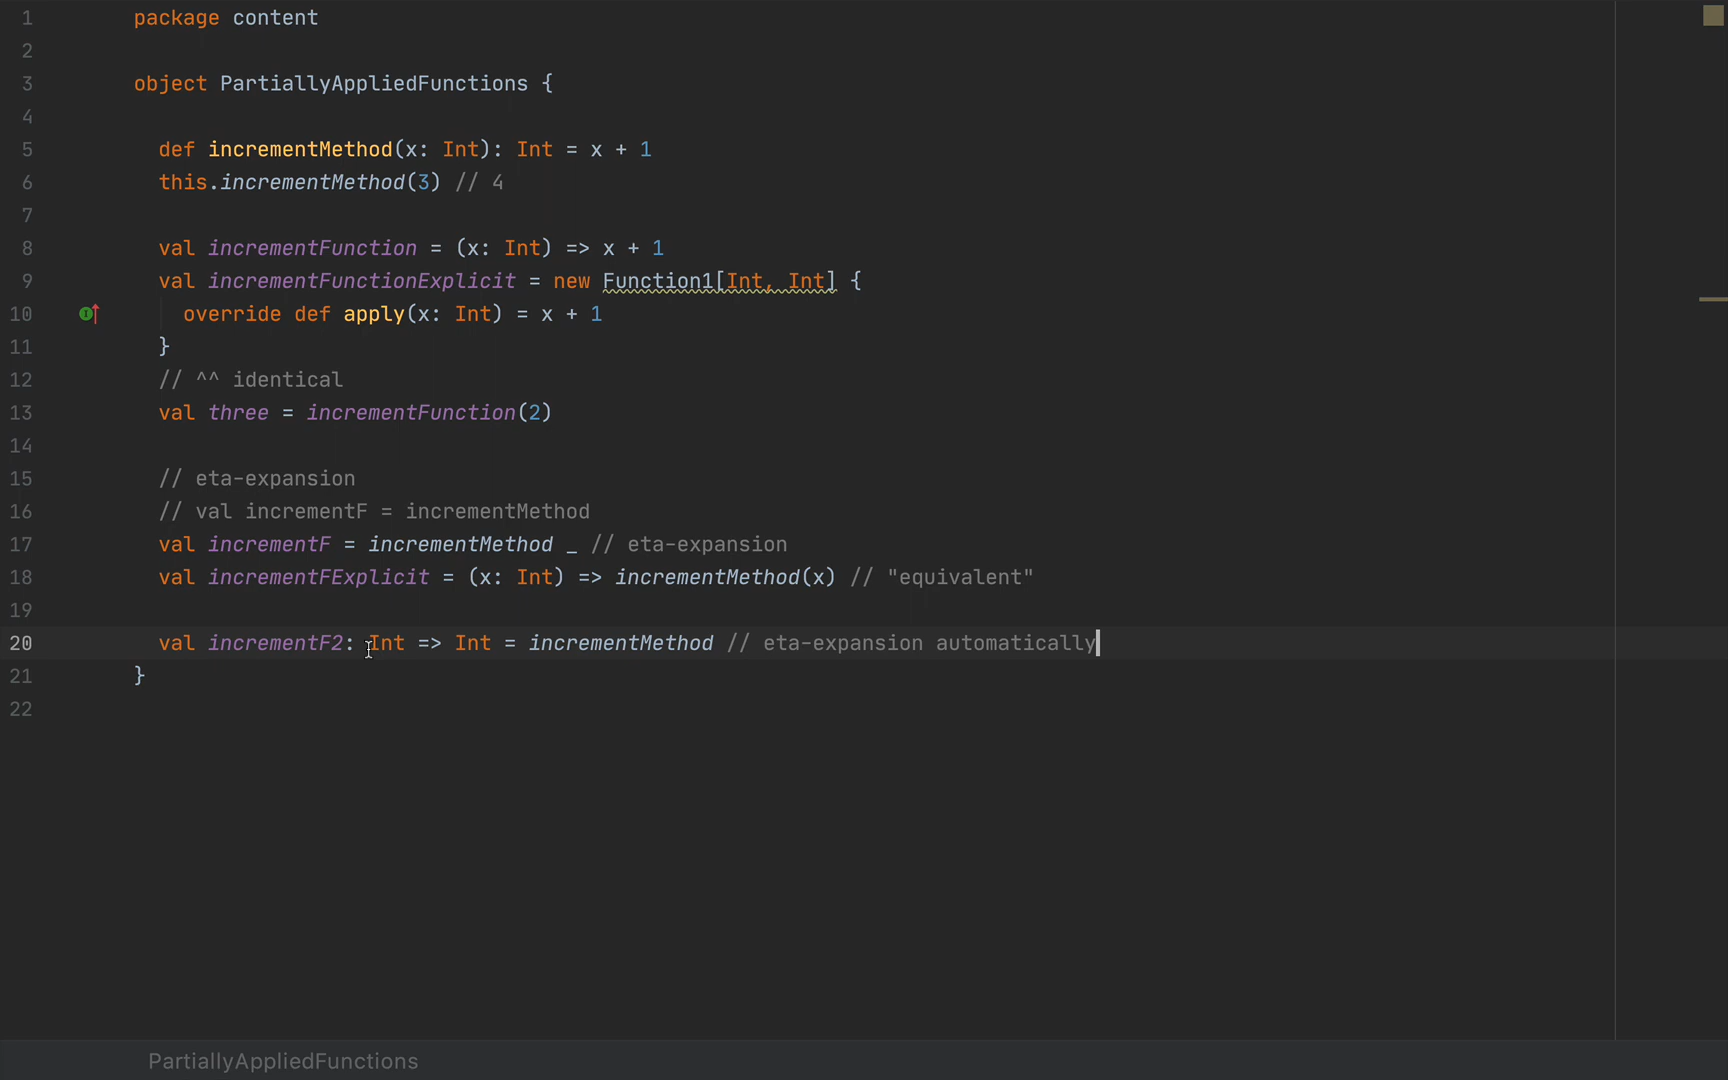 1 package content
2
3 object PartiallyAppliedFunctions {
4
5 def incrementMethod(x: Int): Int = x + 1
6 this.incrementMethod(3) // 4
7
8 val incrementFunction = (x: Int) => x + 1
9 val incrementFunctionExplicit = new Function1[Int, Int] {
10 override def apply(x: Int) = x + 1
11 }
12 // ^^ identical
13 val three = incrementFunction(2)
14
15 // eta-expansion
16 // val incrementF = incrementMethod
17 val incrementF = incrementMethod _ // eta-expansion
18 val incrementFExplicit = (x: Int) => incrementMethod(x) // "equivalent"
19
20 val incrementF2: Int => Int = incrementMethod // eta-expansion automatically
21 }
22
PartiallyAppliedFunctions